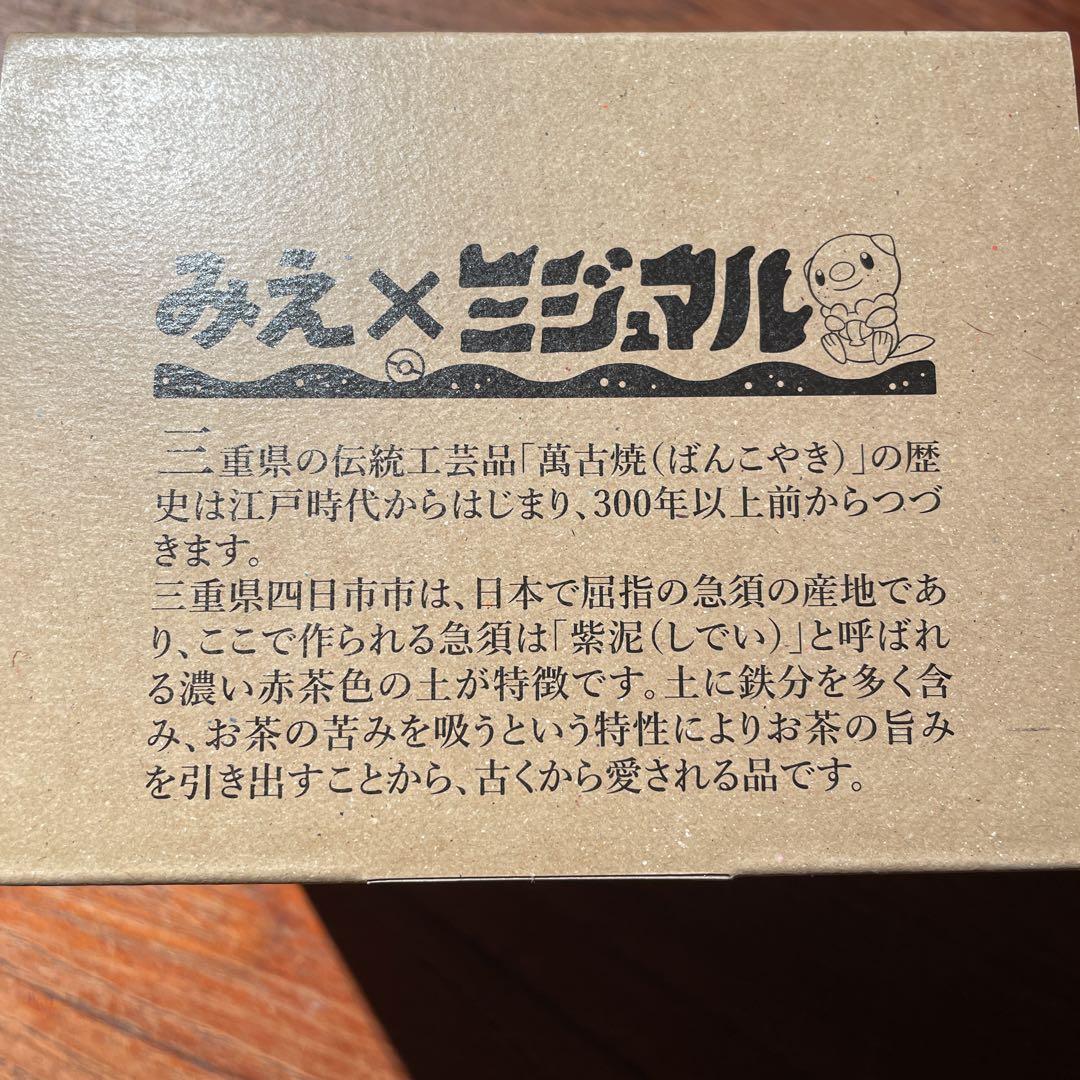 みえ×ミジュマル
三重県の伝統工芸品「萬古焼(ばんこやき)」の歴
史は江戸時代からはじまり、300年以上前からつづ
きます。
三重県四日市市は、日本で屈指の急須の産地であ
り、ここで作られる急須は「紫泥(しでい)」と呼ばれ
る濃い赤茶色の土が特徴です。土に鉄分を多く含
み、お茶の苦みを吸うという特性によりお茶の旨み
を引き出すことから、古くから愛される品です。